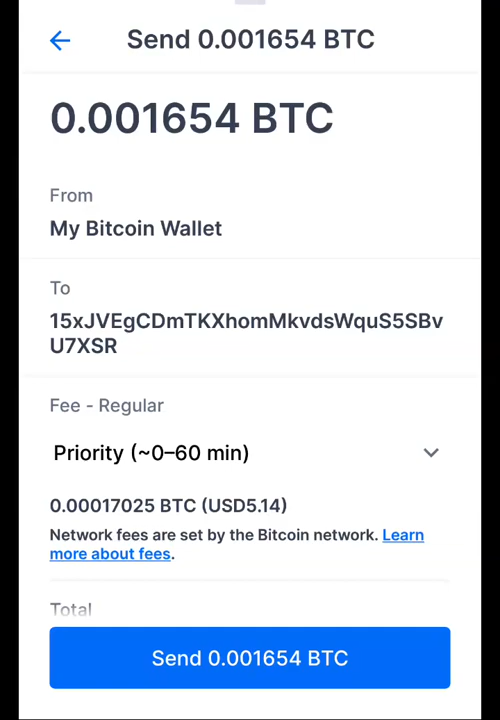 Send 0.001654 BTC
0.001654 BTC
From
My Bitcoin Wallet
To
15xJVEgCDmTKXhomMkvdsWquS5SBv
U7XSR
Fee - Regular
Priority (~0–60 min)
0.00017025 BTC (USD5.14)
Network fees are set by the Bitcoin network. Learn
more about fees.
Total
Send 0.001654 BTC